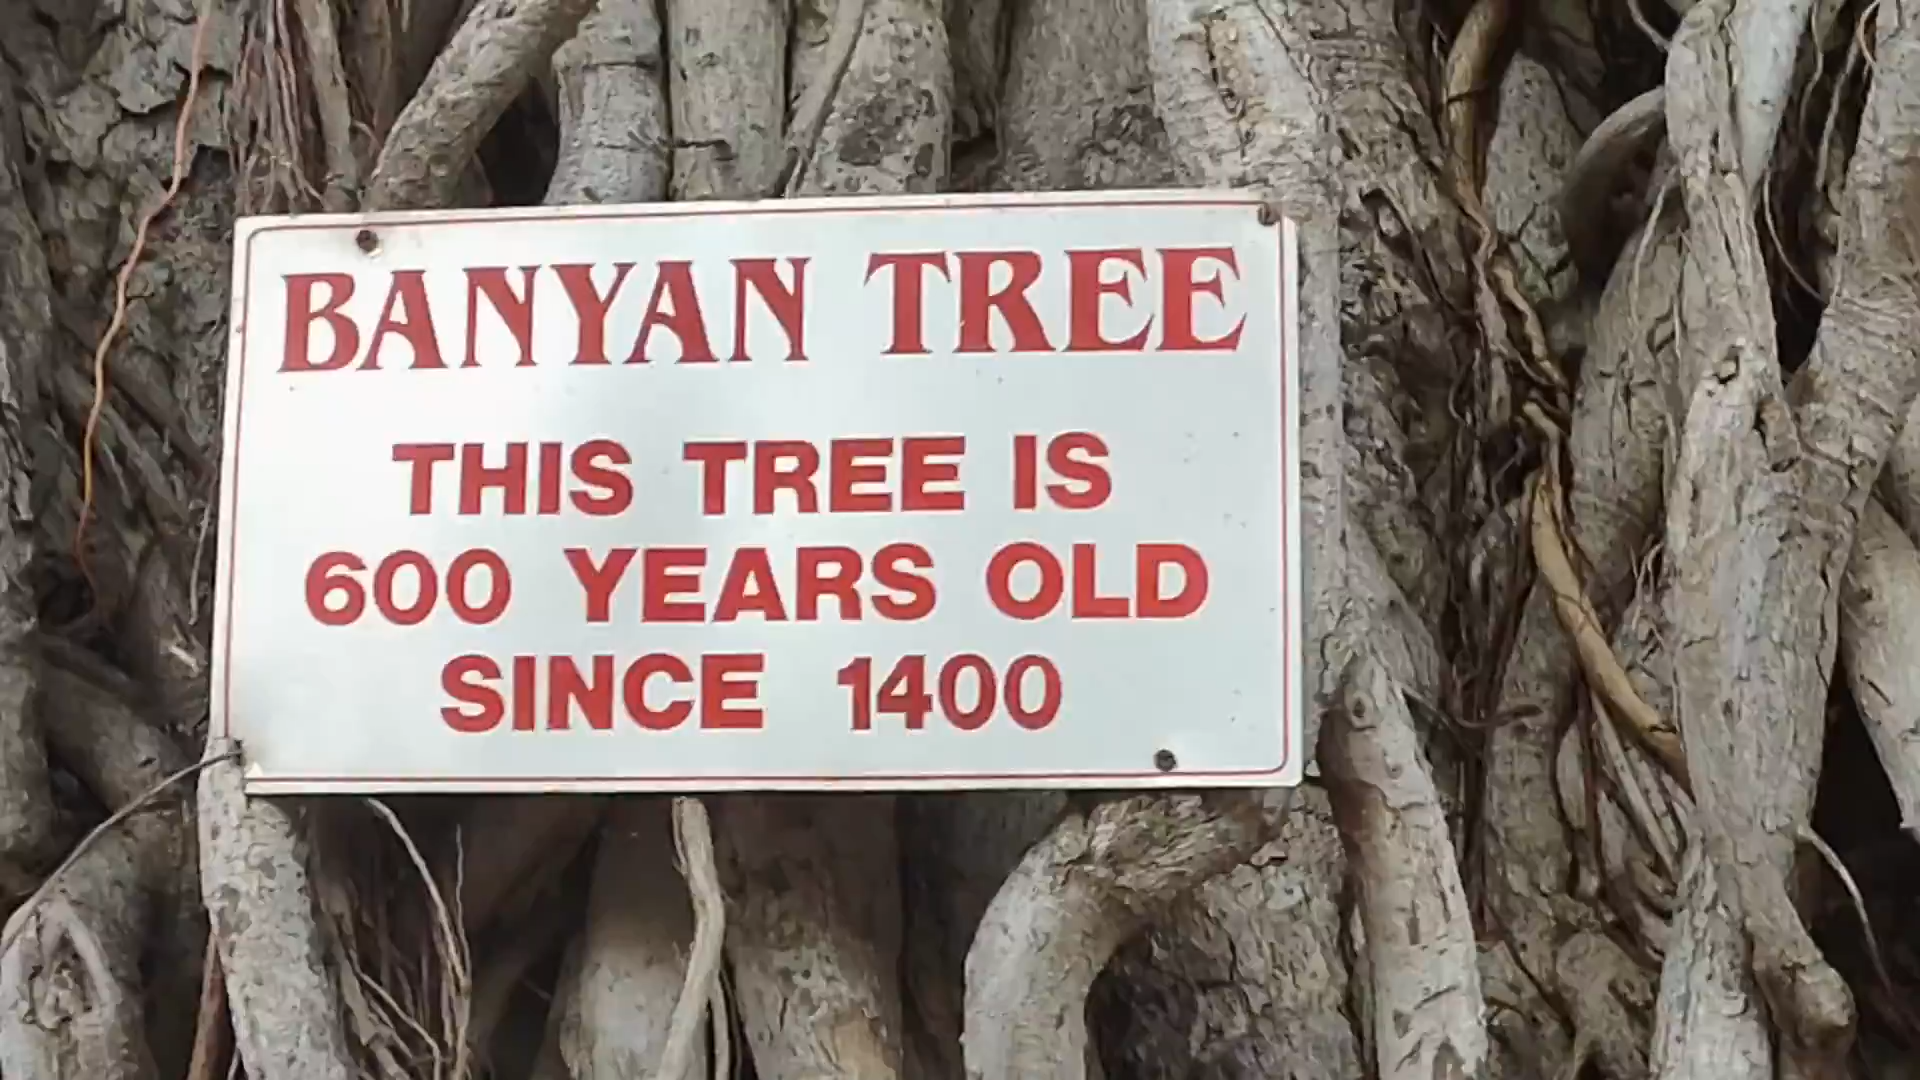 BANYAN TREE
THIS TREE IS
600 YEARS OLD
SINCE 1400